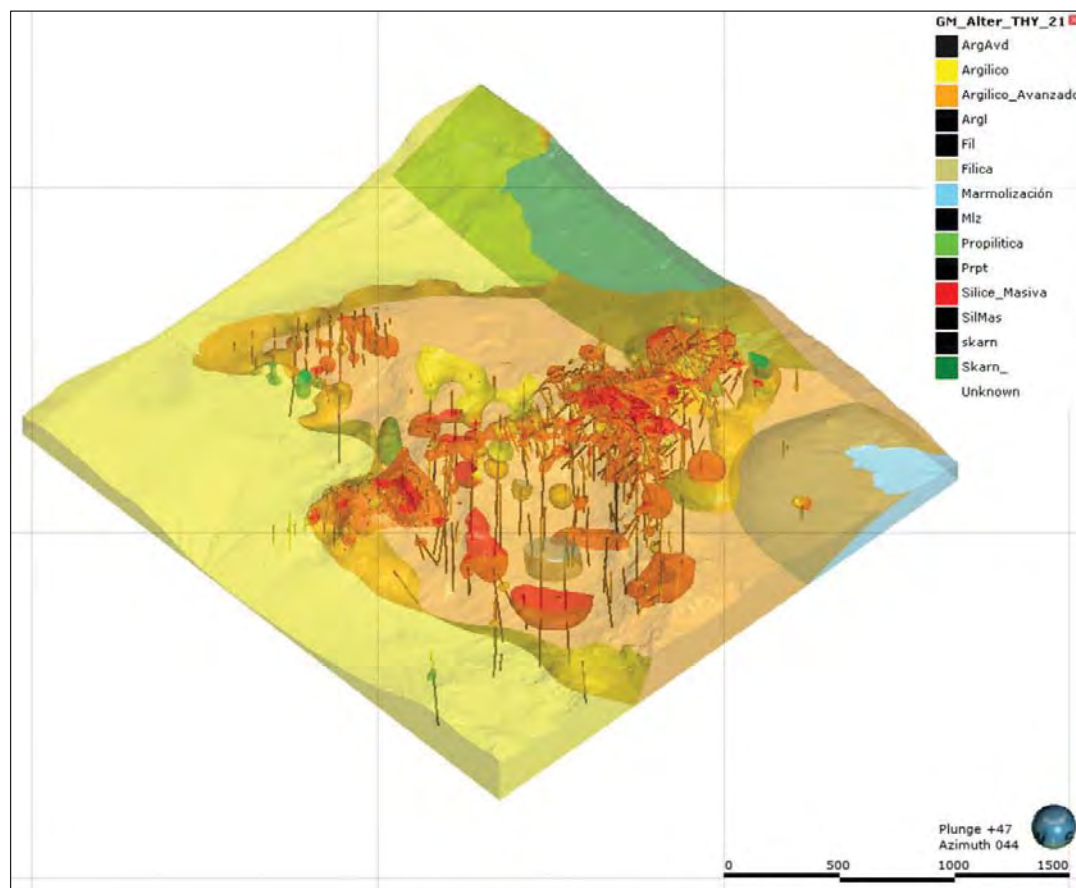 GM_Alter_THY_21
ArgAvd
Argilico
Argilico_Avanzado
Argl
Fil
Filica
Marmolización
Mlz
Propilitica
Prpt
Silice_Masiva
SilMas
skarn
Skarn_
Unknown
Plunge +47
Azimuth 044
0 500 1000 1500